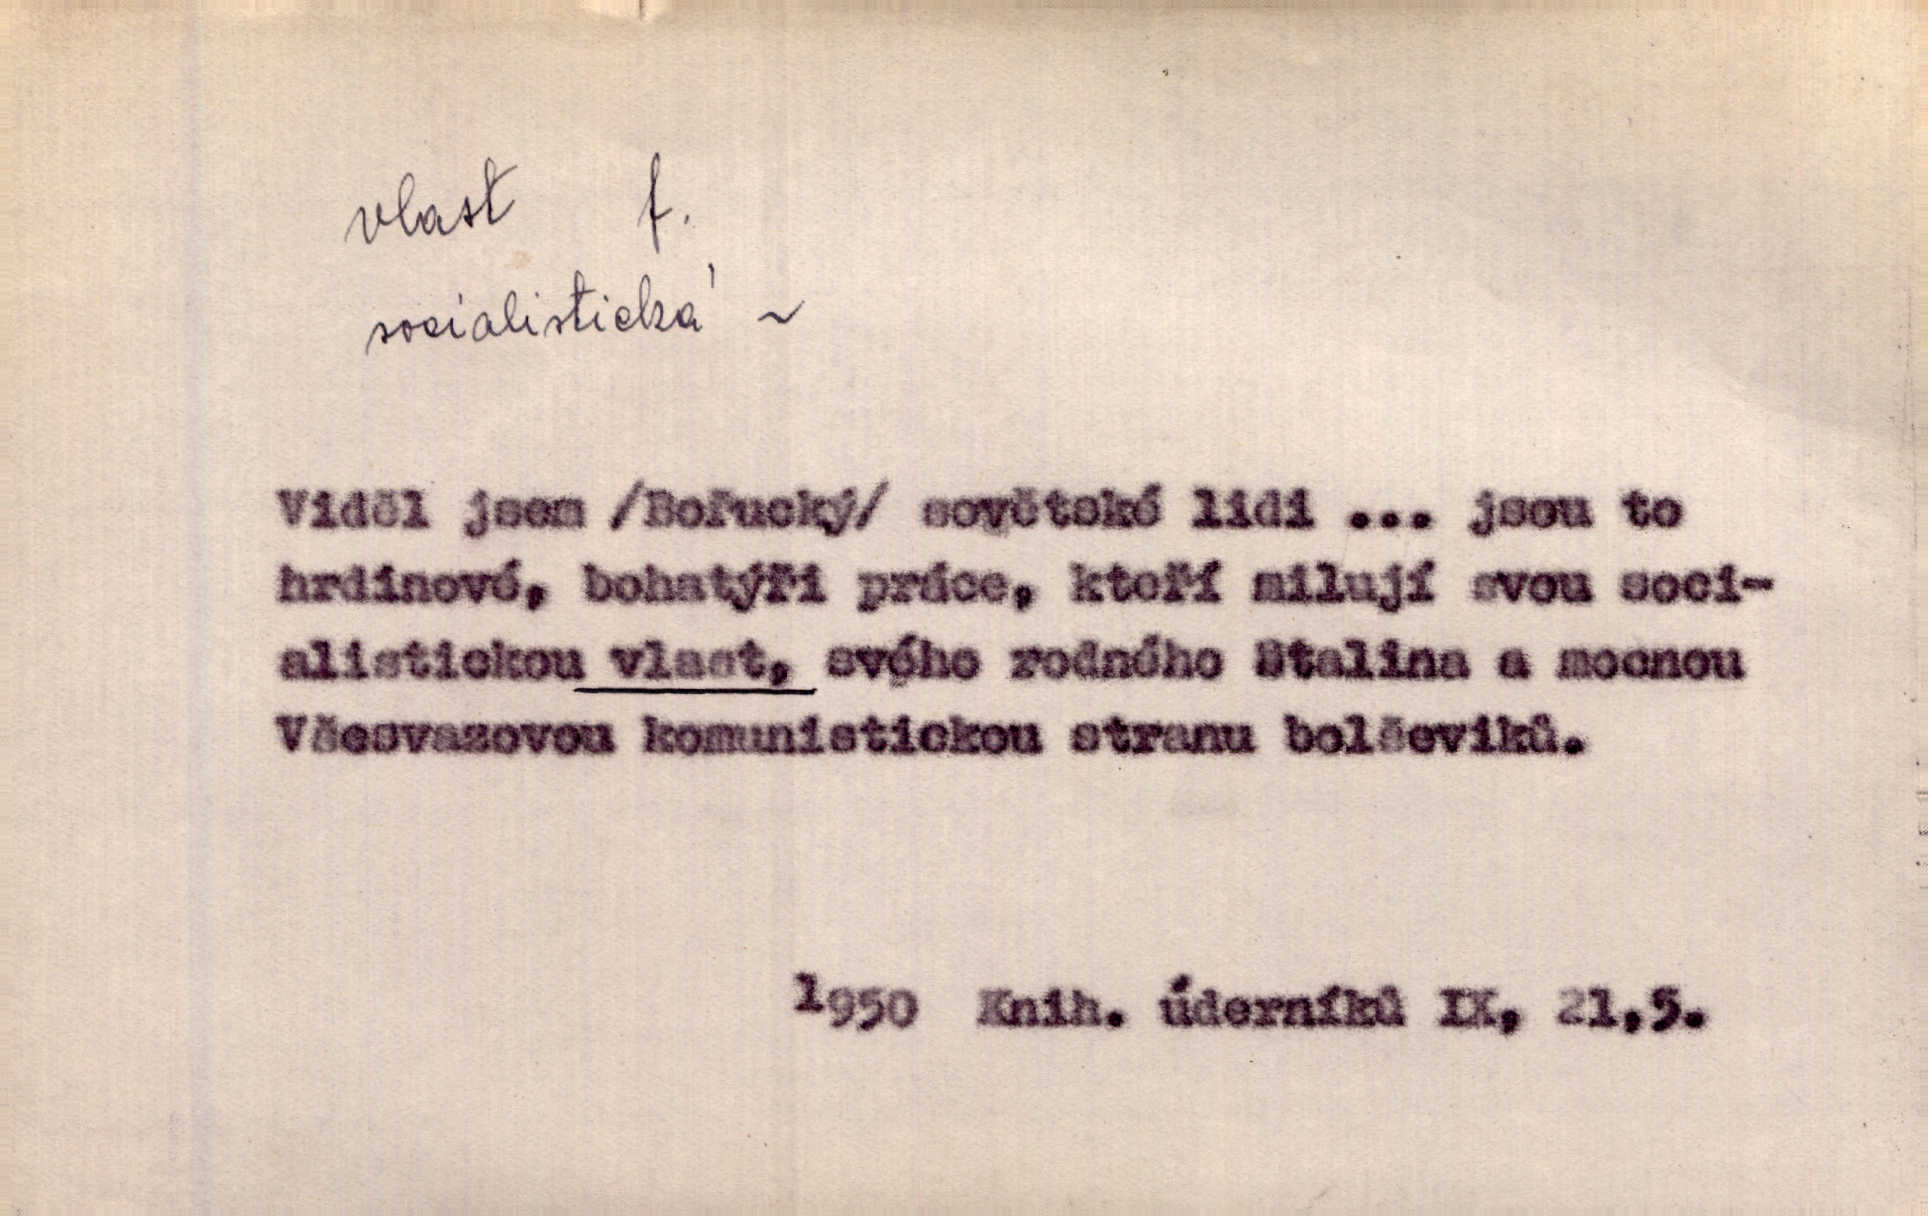 vlast f.
socialistická ~
Viděl jsem /Bořucký/ sovětské lidi ... jsou to
hrdinové, bohatýři práce, kteří milují svou soci-
alistickou vlast, svého rodného Stalina a mocnou
Všesvazovou komunistickou stranu bolševiků.
1950 Knih. úderníků IX, 21,5.